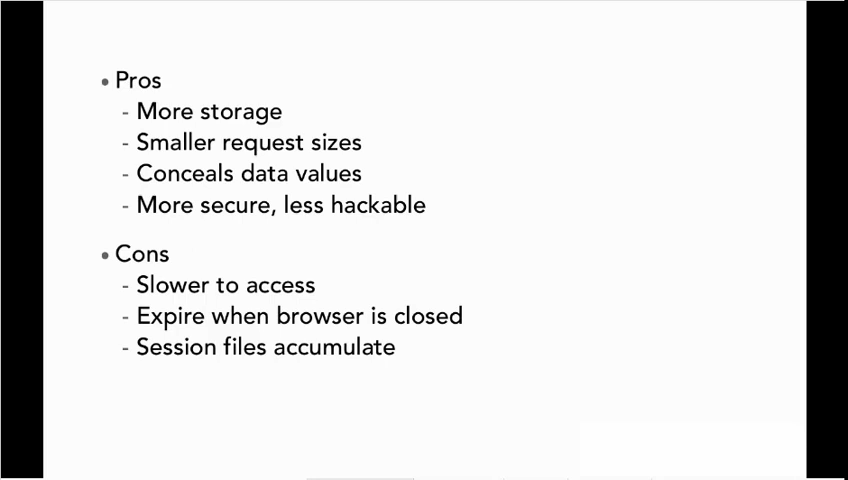 • Pros
- More storage
- Smaller request sizes
- Conceals data values
- More secure, less hackable
• Cons
- Slower to access
- Expire when browser is closed
- Session files accumulate